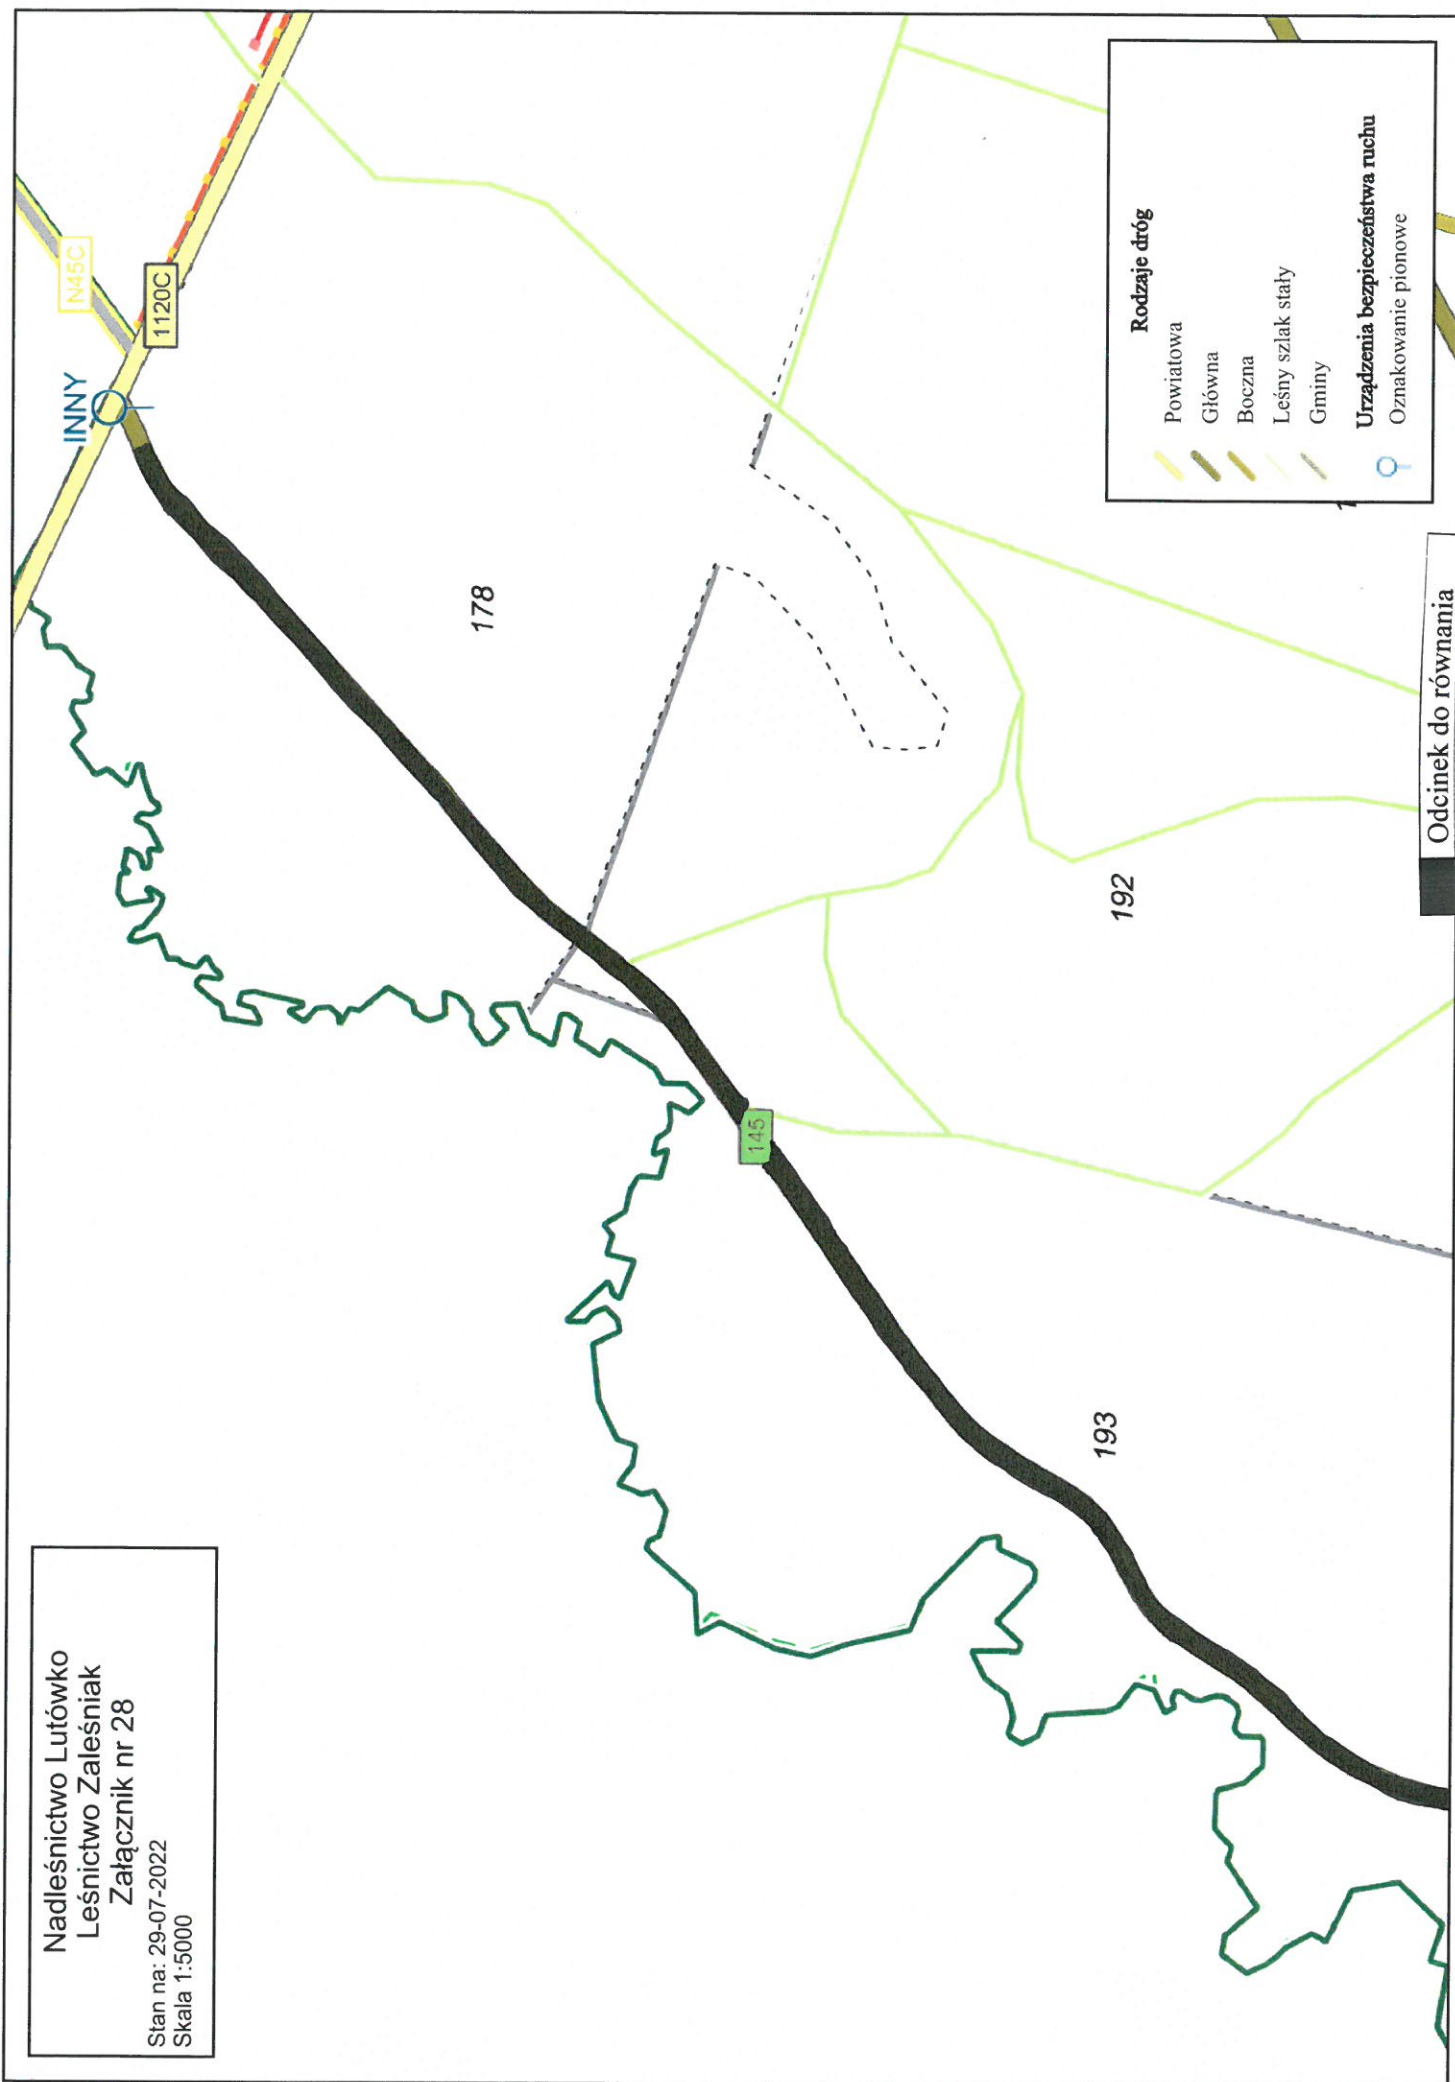 Nadleśnictwo Lutówko
Leśnictwo Zaleśniak
Załącznik nr 28
Stan na: 29-07-2022
Skala 1:5000
INNY
N45C
1120C
178
145
192
193
Rodzaje dróg
Powiatowa
Główna
Boczna
Leśny szlak stały
Gminy
Urządzenia bezpieczeństwa ruchu
Oznakowanie pionowe
Odcinek do równania